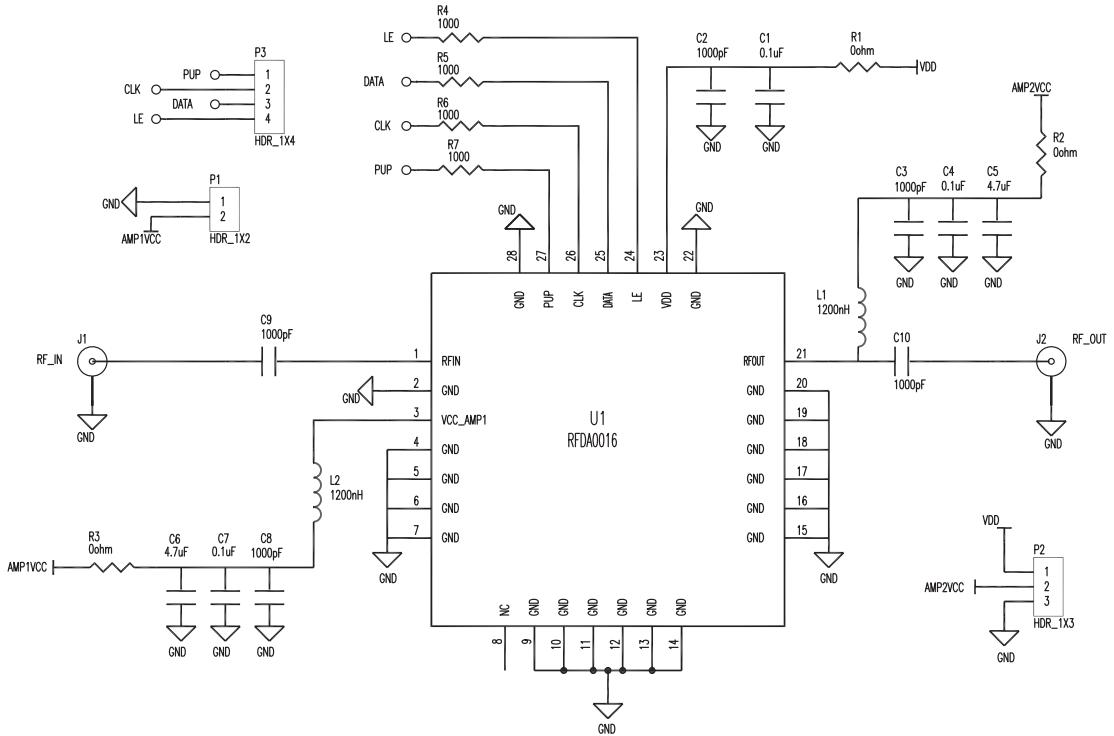 R4
1000
LE
R5
1000
DATA
R6
1000
CLK
R7
1000
PUP
P3
PUP
1
CLK
2
DATA
3
LE
4
HDR_1X4
P1
GND
1
2
AMP1VCC
HDR_1X2
C2
1000pF
C1
0.1uF
R1
0ohm
VDD
GND
GND
AMP2VCC
R2
0ohm
C3
1000pF
C4
0.1uF
C5
4.7uF
GND
GND
GND
L1
1200nH
GND
GND
28
27
26
25
24
23
22
GND
PUP
CLK
DATA
LE
VDD
GND
J1
RF_IN
GND
C9
1000pF
1
RFIN
2
GND
GND
3
VCC_AMP1
4
GND
5
GND
6
GND
7
GND
GND
U1
RFDA0016
RFOUT
21
GND
20
GND
19
GND
18
GND
17
GND
16
GND
15
GND
C10
1000pF
J2
RF_OUT
GND
L2
1200nH
R3
0ohm
AMP1VCC
C6
4.7uF
C7
0.1uF
C8
1000pF
GND
GND
GND
NC
GND
GND
GND
GND
GND
GND
8
9
10
11
12
13
14
GND
VDD
P2
1
AMP2VCC
2
3
HDR_1X3
GND